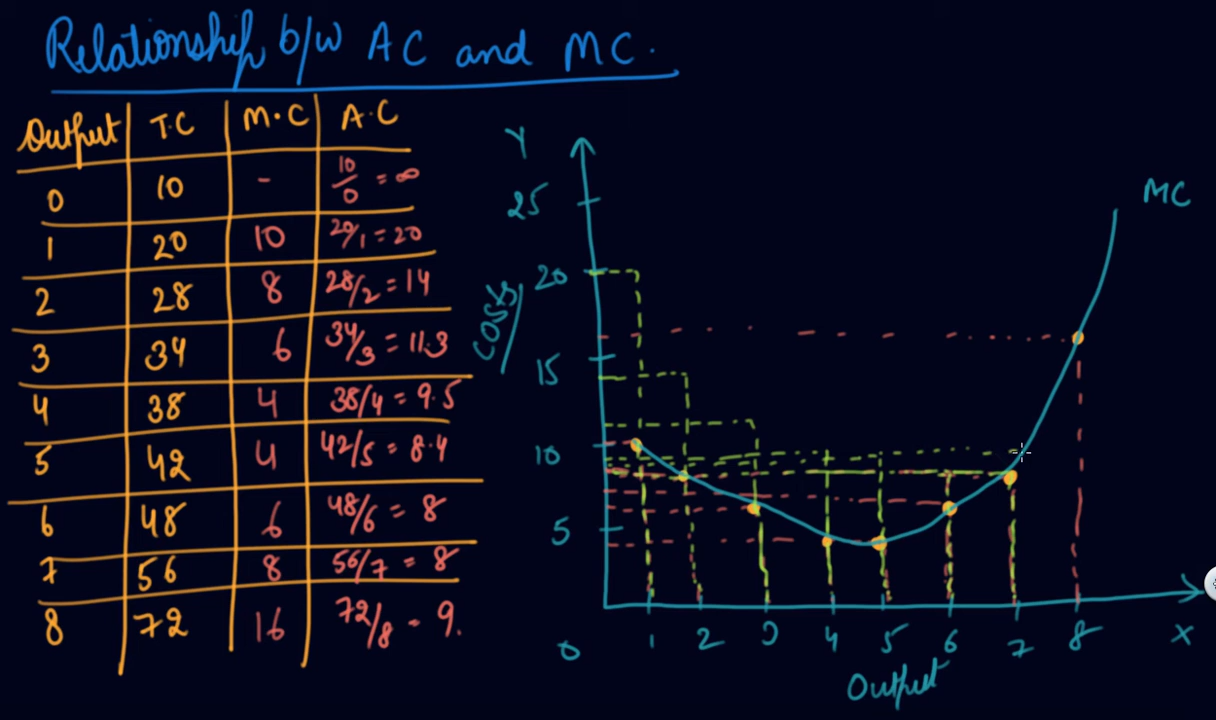 Relationship b/w AC and MC.
Output T.C M.C A.C
0 10 - 10/0 = ∞
1 20 10 20/1 = 20
2 28 8 28/2 = 14
3 34 6 34/3 = 11.3
4 38 4 38/4 = 9.5
5 42 4 42/5 = 8.4
6 48 6 48/6 = 8
7 56 8 56/7 = 8
8 72 16 72/8 = 9.
Y
25
20
15
10
5
0
Costs
MC
1 2 3 4 5 6 7 8 X
Output